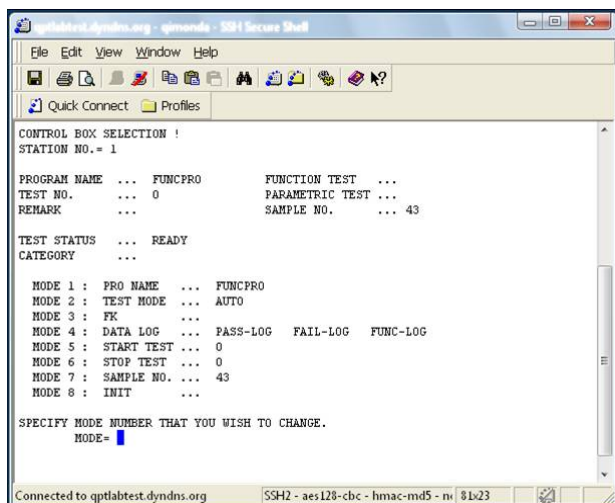 qptlabtest.dyndns.org - qimonda - SSH Secure Shell
File Edit View Window Help
Quick Connect Profiles
CONTROL BOX SELECTION !
STATION NO.= 1
PROGRAM NAME ... FUNCPRO FUNCTION TEST ...
TEST NO. ... 0 PARAMETRIC TEST ...
REMARK ... SAMPLE NO. ... 43
TEST STATUS ... READY
CATEGORY ...
MODE 1 : PRO NAME ... FUNCPRO
MODE 2 : TEST MODE ... AUTO
MODE 3 : FK ...
MODE 4 : DATA LOG ... PASS-LOG FAIL-LOG FUNC-LOG
MODE 5 : START TEST ... 0
MODE 6 : STOP TEST ... 0
MODE 7 : SAMPLE NO. ... 43
MODE 8 : INIT ...
SPECIFY MODE NUMBER THAT YOU WISH TO CHANGE.
MODE=
Connected to qptlabtest.dyndns.org SSH2 - aes128-cbc - hmac-md5 - 81x23